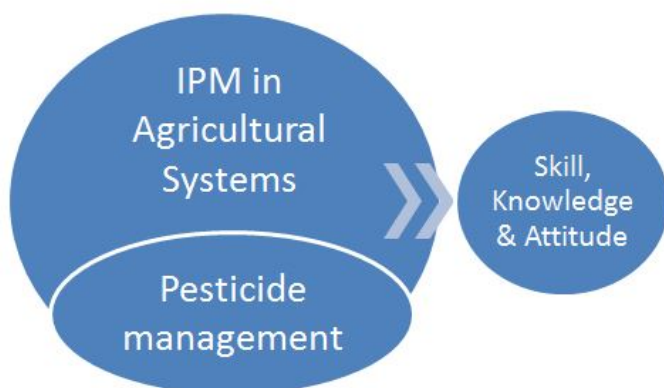 IPM in
Agricultural
Systems
Pesticide
management
Skill,
Knowledge
& Attitude